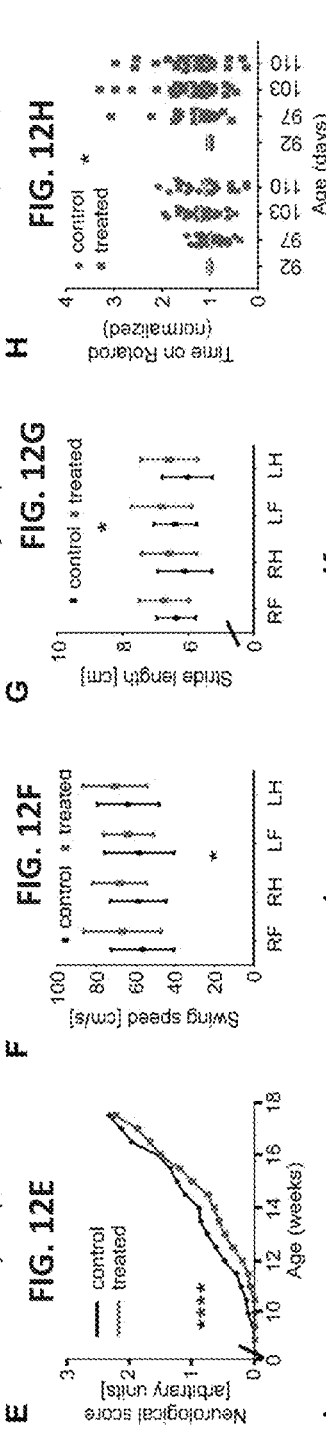 E
FIG. 12E
Neurological score
[arbitrary units]
3
2
1
0
control
treated
****
0 10 12 14 16 18
Age (weeks)
F
FIG. 12F
Swing speed [cm/s]
100
80
60
40
20
0
control treated
*
RF RH LF LH
G
FIG. 12G
Stride length [cm]
10
8
6
0
control treated
*
RF RH LF LH
H
FIG. 12H
Time on Rotarod
(normalized)
4
3
2
1
0
control
treated
*
92 97 103 110 92 97 103 110
Age (days)